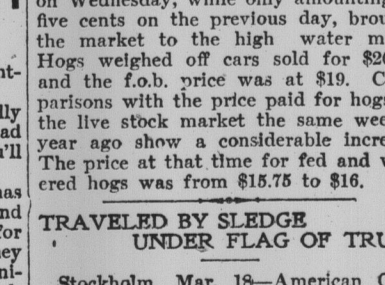 on Wednesday, while only amounting
five cents on the previous day, brou
the market to the high water m
Hogs weighed off cars sold for $20
and the f.o.b. price was at $19. C
parisons with the price paid for hogs
the live stock market the same wee
year ago show a considerable incre
The price at that time for fed and w
ered hogs was from $15.75 to $16.
TRAVELED BY SLEDGE
UNDER FLAG OF TRU
Stockholm, Mar. 18—American C
nt-
lly
ad
u'll
has
nd
for
ney
ni-